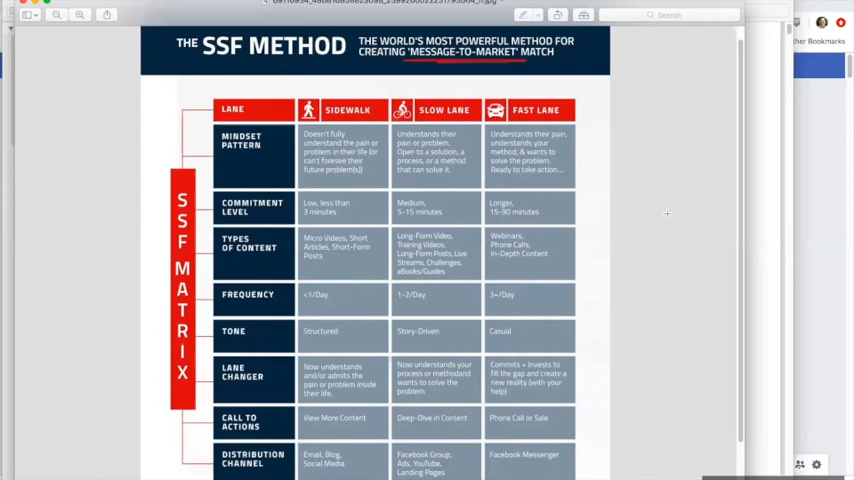 Search
her Bookmarks
THE SSF METHOD
THE WORLD'S MOST POWERFUL METHOD FOR
CREATING 'MESSAGE-TO-MARKET' MATCH
SSF MATRIX
LANE
SIDEWALK
SLOW LANE
FAST LANE
MINDSET
PATTERN
Doesn't fully
understand the pain or
problem in their life (or
can't foresee their
future problem(s))
Understands their
pain or problem.
Open to a solution, a
process, or a method
that can solve it.
Understands their pain,
understands your
method, & wants to
solve the problem.
Ready to take action...
COMMITMENT
LEVEL
Low, less than
3 minutes
Medium,
5-15 minutes
Longer,
15-90 minutes
TYPES
OF CONTENT
Micro Videos, Short
Articles, Short-Form
Posts
Long-Form Video,
Training Videos,
Long-Form Posts, Live
Streams, Challenges,
eBooks/Guides
Webinars,
Phone Calls,
In-Depth Content
FREQUENCY
<1/Day
1-2/Day
3+/Day
TONE
Structured
Story-Driven
Casual
LANE
CHANGER
Now understands
and/or admits the
pain or problem inside
their life.
Now understands your
process or methodand
wants to solve the
problem.
Commits + Invests to
fill the gap and create a
new reality (with your
help)
CALL TO
ACTIONS
View More Content
Deep-Dive in Content
Phone Call or Sale
DISTRIBUTION
CHANNEL
Email, Blog,
Social Media
Facebook Group,
Ads, YouTube,
Landing Pages
Facebook Messenger